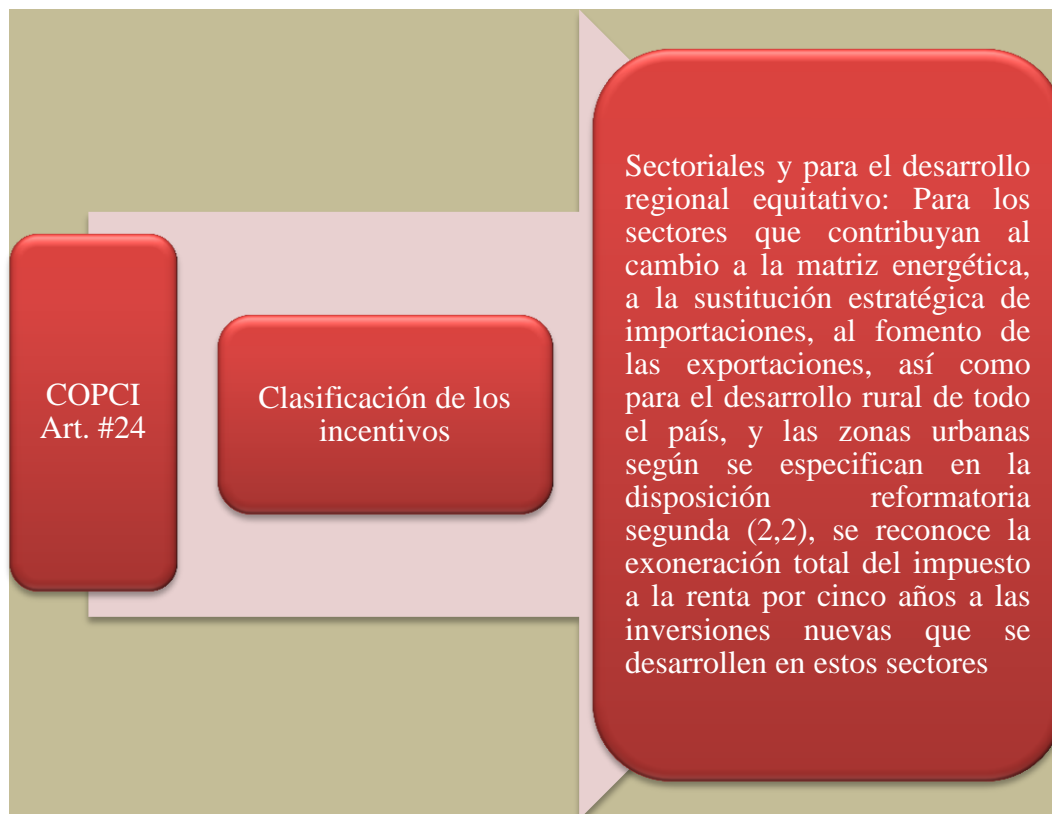 COPCI
Art. #24
Clasificación de los
incentivos
Sectoriales y para el desarrollo
regional equitativo: Para los
sectores que contribuyan al
cambio a la matriz energética,
a la sustitución estratégica de
importaciones, al fomento de
las exportaciones, así como
para el desarrollo rural de todo
el país, y las zonas urbanas
según se especifican en la
disposición reformatoria
segunda (2,2), se reconoce la
exoneración total del impuesto
a la renta por cinco años a las
inversiones nuevas que se
desarrollen en estos sectores